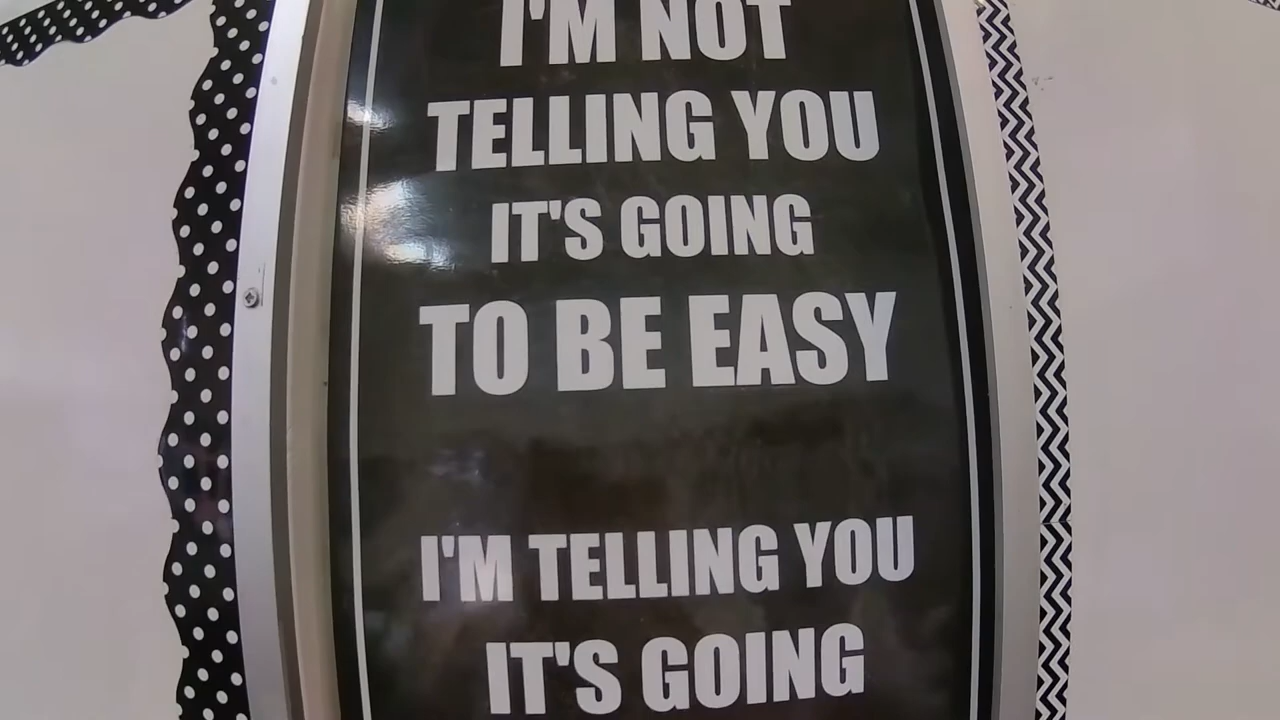 I'M NOT
TELLING YOU
IT'S GOING
TO BE EASY
I'M TELLING YOU
IT'S GOING